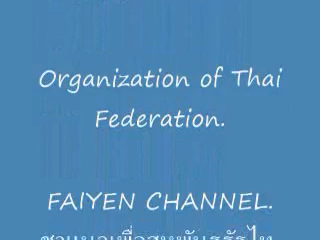 Organization of Thai
Federation.
FAIYEN CHANNEL.